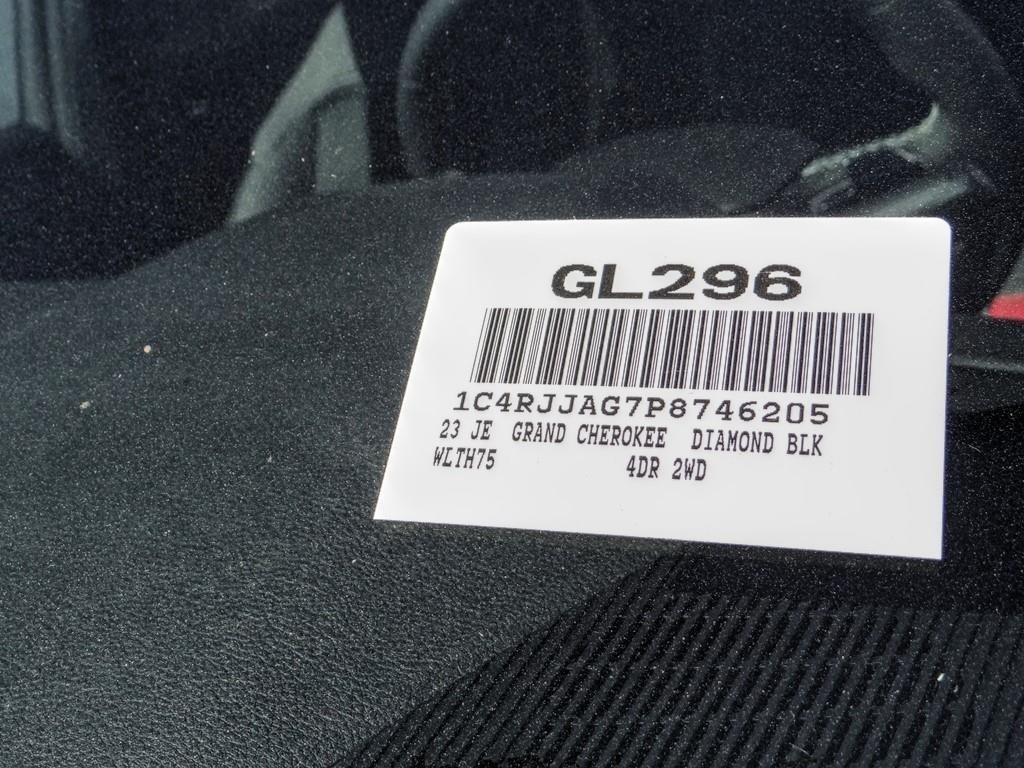 GL296
1C4RJJAG7P8746205
23 JE GRAND CHEROKEE DIAMOND BLK
WLTH75 4DR 2WD